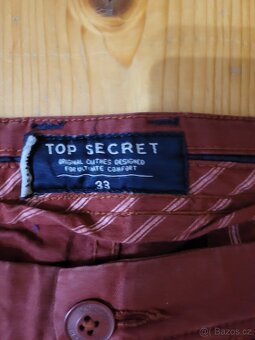 TOP SECRET
ORIGINAL CLOTHES DESIGNED
FOR ULTIMATE COMFORT
33
Bazos.cz